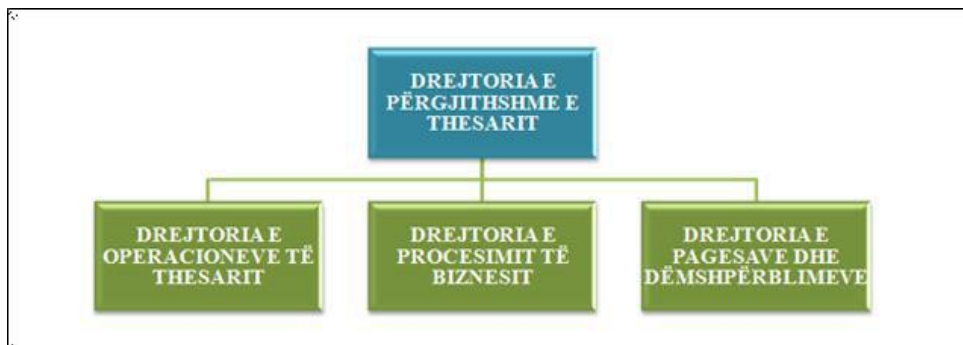 DREJTORIA E
PËRGJITHSHME E
THESARIT
DREJTORIA E
OPERACIONEVE TË
THESARIT
DREJTORIA E
PROCESIMIT TË
BIZNESIT
DREJTORIA E
PAGESAVE DHE
DËMSHPËRBLIMEVE